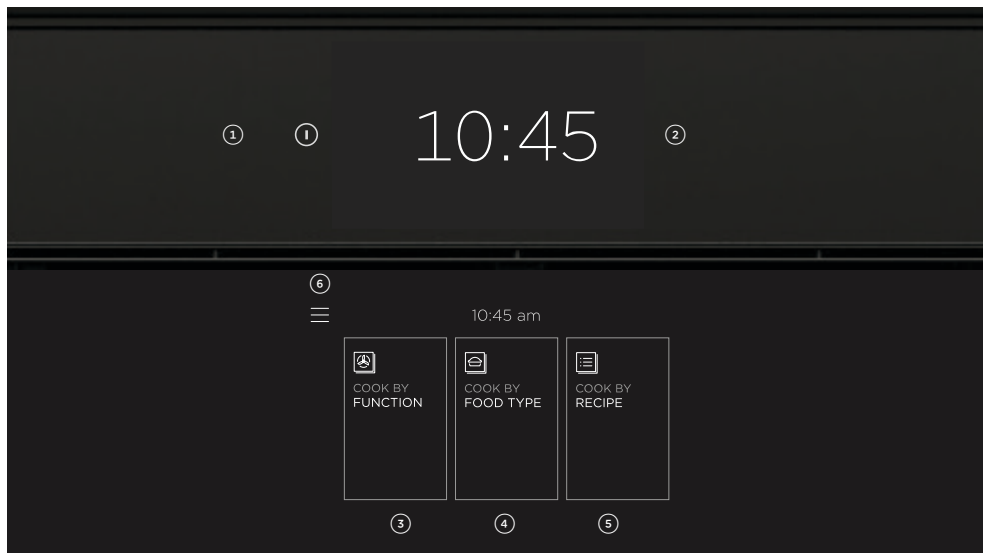 1
10:45
2
6
10:45 am
COOK BY
FUNCTION
COOK BY
FOOD TYPE
COOK BY
RECIPE
3
4
5